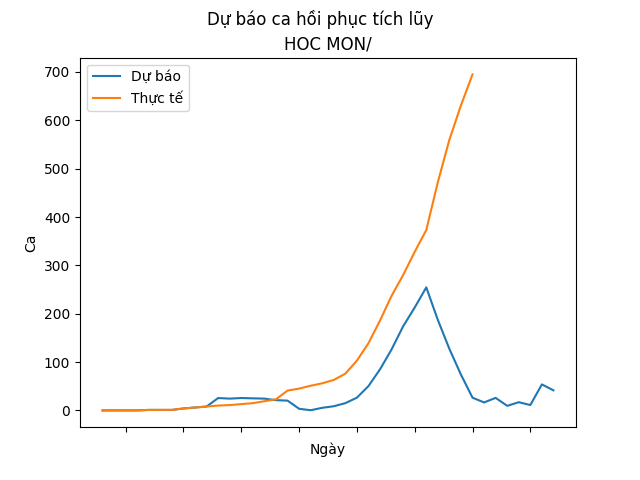 Dự báo ca hồi phục tích lũy
HOC MON/
Dự báo
Thực tế
700
600
500
400
300
200
100
0
Ca
Ngày